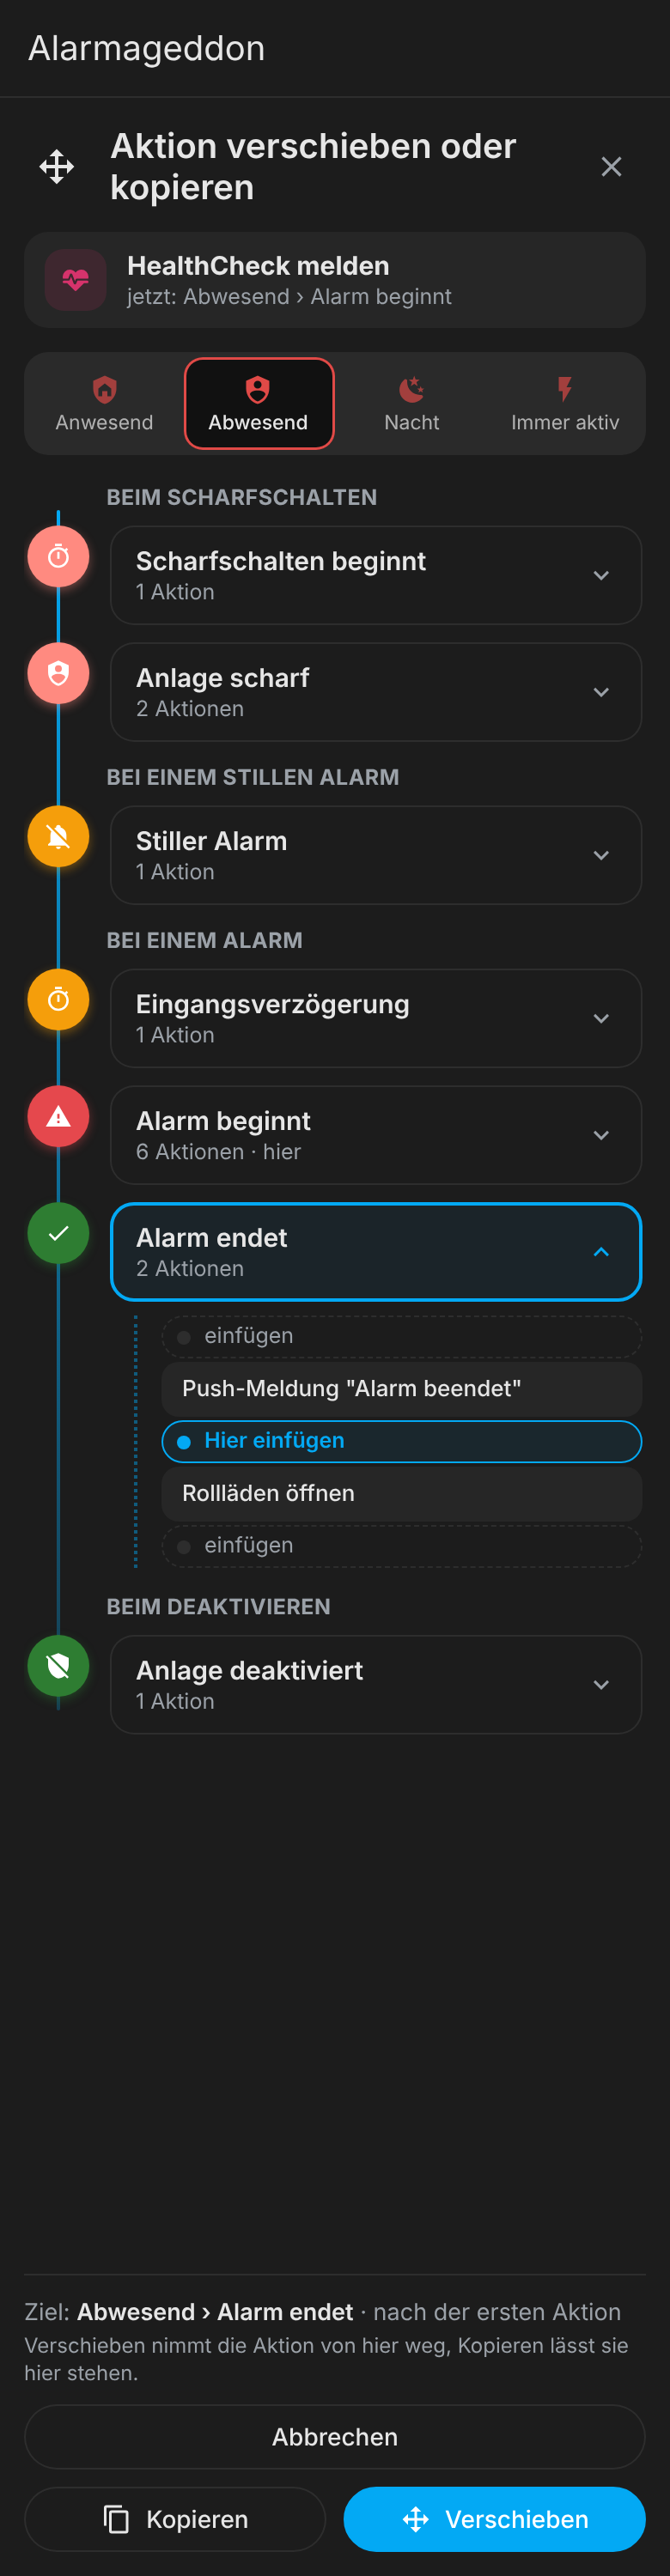 Alarmageddon
Aktion verschieben oder
kopieren
HealthCheck melden
jetzt: Abwesend › Alarm beginnt
Anwesend
Abwesend
Nacht
Immer aktiv
BEIM SCHARFSCHALTEN
Scharfschalten beginnt
1 Aktion
Anlage scharf
2 Aktionen
BEI EINEM STILLEN ALARM
Stiller Alarm
1 Aktion
BEI EINEM ALARM
Eingangsverzögerung
1 Aktion
Alarm beginnt
6 Aktionen · hier
Alarm endet
2 Aktionen
einfügen
Push-Meldung "Alarm beendet"
Hier einfügen
Rollläden öffnen
einfügen
BEIM DEAKTIVIEREN
Anlage deaktiviert
1 Aktion
Ziel: Abwesend › Alarm endet · nach der ersten Aktion
Verschieben nimmt die Aktion von hier weg, Kopieren lässt sie
hier stehen.
Abbrechen
Kopieren
Verschieben